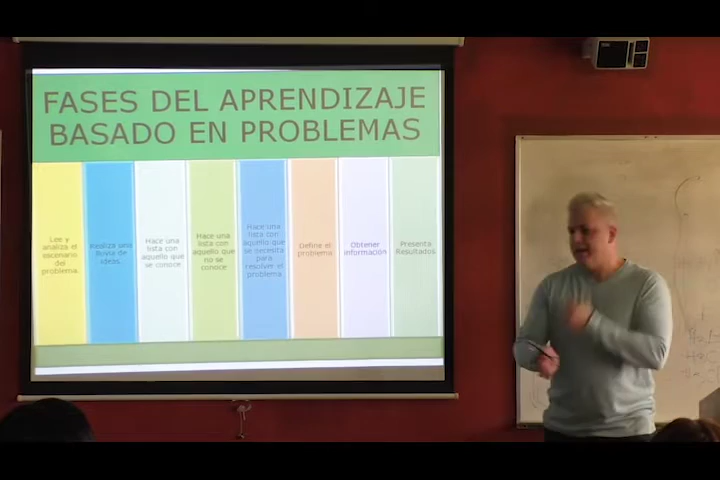 FASES DEL APRENDIZAJE
BASADO EN PROBLEMAS
Lee y
analiza el
escenario
del
problema.
Realiza una
lluvia de
ideas.
Hace una
lista con
aquello que
se conoce.
Hace una
lista con
aquello que
no se
conoce
Hace una
lista con
aquello que
se necesita
para
resolver el
problema.
Define el
problema.
Obtener
información
Presenta
Resultados.